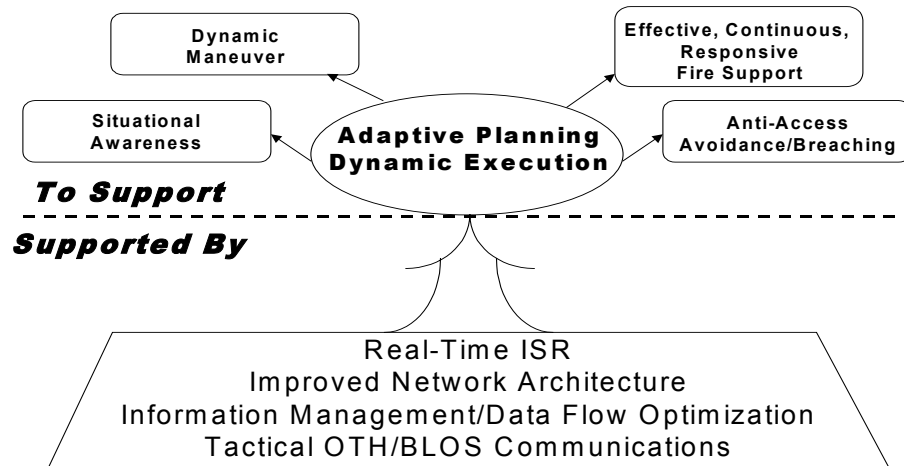 Dynamic
Maneuver
Effective, Continuous,
Responsive
Fire Support
Situational
Awareness
Adaptive Planning
Dynamic Execution
Anti-Access
Avoidance/Breaching
To Support
Supported By
Real-Time ISR
Improved Network Architecture
Information Management/Data Flow Optimization
Tactical OTH/BLOS Communications